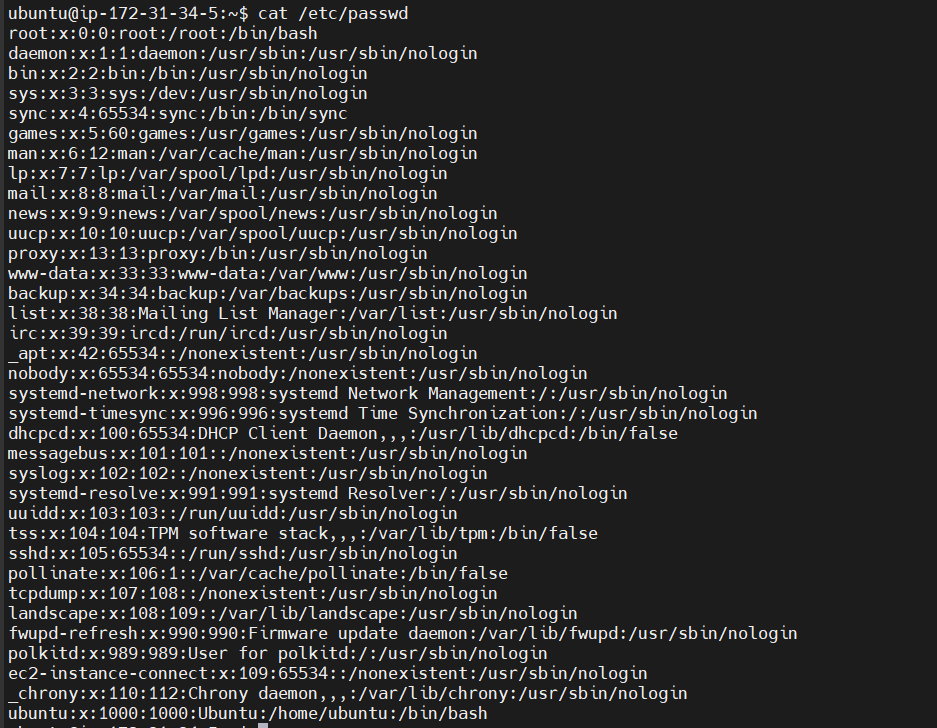 ubuntu@ip-172-31-34-5:~$ cat /etc/passwd
root:x:0:0:root:/root:/bin/bash
daemon:x:1:1:daemon:/usr/sbin:/usr/sbin/nologin
bin:x:2:2:bin:/bin:/usr/sbin/nologin
sys:x:3:3:sys:/dev:/usr/sbin/nologin
sync:x:4:65534:sync:/bin:/bin/sync
games:x:5:60:games:/usr/games:/usr/sbin/nologin
man:x:6:12:man:/var/cache/man:/usr/sbin/nologin
lp:x:7:7:lp:/var/spool/lpd:/usr/sbin/nologin
mail:x:8:8:mail:/var/mail:/usr/sbin/nologin
news:x:9:9:news:/var/spool/news:/usr/sbin/nologin
uucp:x:10:10:uucp:/var/spool/uucp:/usr/sbin/nologin
proxy:x:13:13:proxy:/bin:/usr/sbin/nologin
www-data:x:33:33:www-data:/var/www:/usr/sbin/nologin
backup:x:34:34:backup:/var/backups:/usr/sbin/nologin
list:x:38:38:Mailing List Manager:/var/list:/usr/sbin/nologin
irc:x:39:39:ircd:/run/ircd:/usr/sbin/nologin
_apt:x:42:65534::/nonexistent:/usr/sbin/nologin
nobody:x:65534:65534:nobody:/nonexistent:/usr/sbin/nologin
systemd-network:x:998:998:systemd Network Management:/:/usr/sbin/nologin
systemd-timesync:x:996:996:systemd Time Synchronization:/:/usr/sbin/nologin
dhcpcd:x:100:65534:DHCP Client Daemon,,,:/usr/lib/dhcpcd:/bin/false
messagebus:x:101:101::/nonexistent:/usr/sbin/nologin
syslog:x:102:102::/nonexistent:/usr/sbin/nologin
systemd-resolve:x:991:991:systemd Resolver:/:/usr/sbin/nologin
uuidd:x:103:103::/run/uuidd:/usr/sbin/nologin
tss:x:104:104:TPM software stack,,,:/var/lib/tpm:/bin/false
sshd:x:105:65534::/run/sshd:/usr/sbin/nologin
pollinate:x:106:1::/var/cache/pollinate:/bin/false
tcpdump:x:107:108::/nonexistent:/usr/sbin/nologin
landscape:x:108:109::/var/lib/landscape:/usr/sbin/nologin
fwupd-refresh:x:990:990:Firmware update daemon:/var/lib/fwupd:/usr/sbin/nologin
polkitd:x:989:989:User for polkitd:/:/usr/sbin/nologin
ec2-instance-connect:x:109:65534::/nonexistent:/usr/sbin/nologin
_chrony:x:110:112:Chrony daemon,,,:/var/lib/chrony:/usr/sbin/nologin
ubuntu:x:1000:1000:Ubuntu:/home/ubuntu:/bin/bash